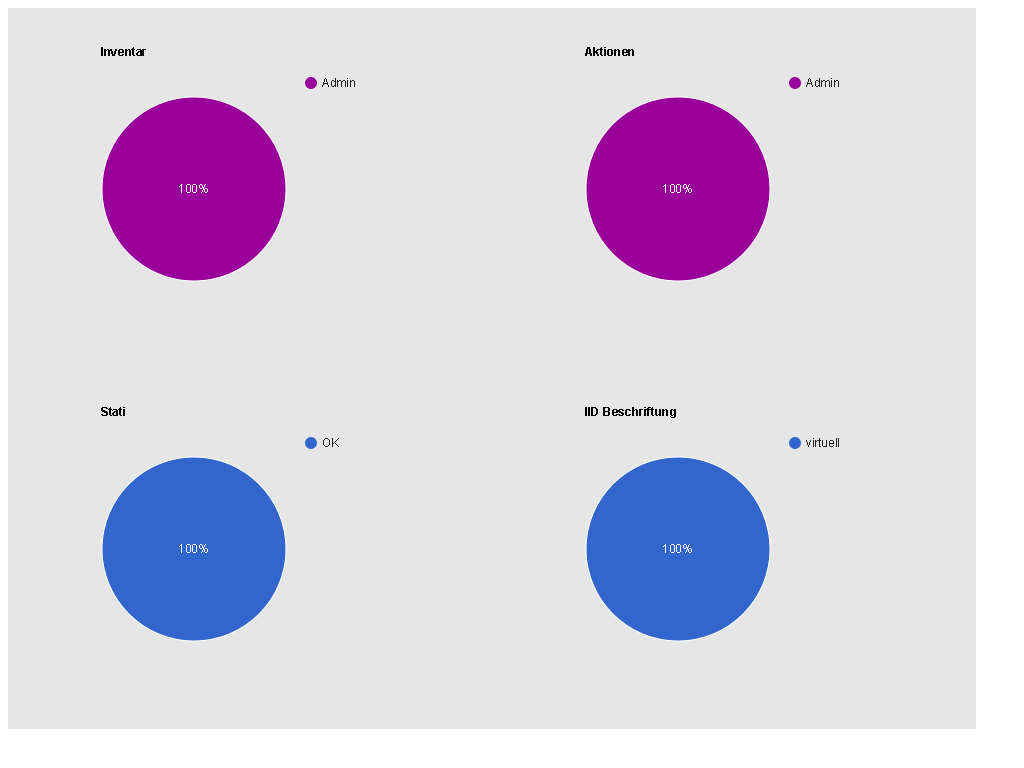 Inventar
Admin
100%
Aktionen
Admin
100%
Stati
OK
100%
IID Beschriftung
virtuell
100%